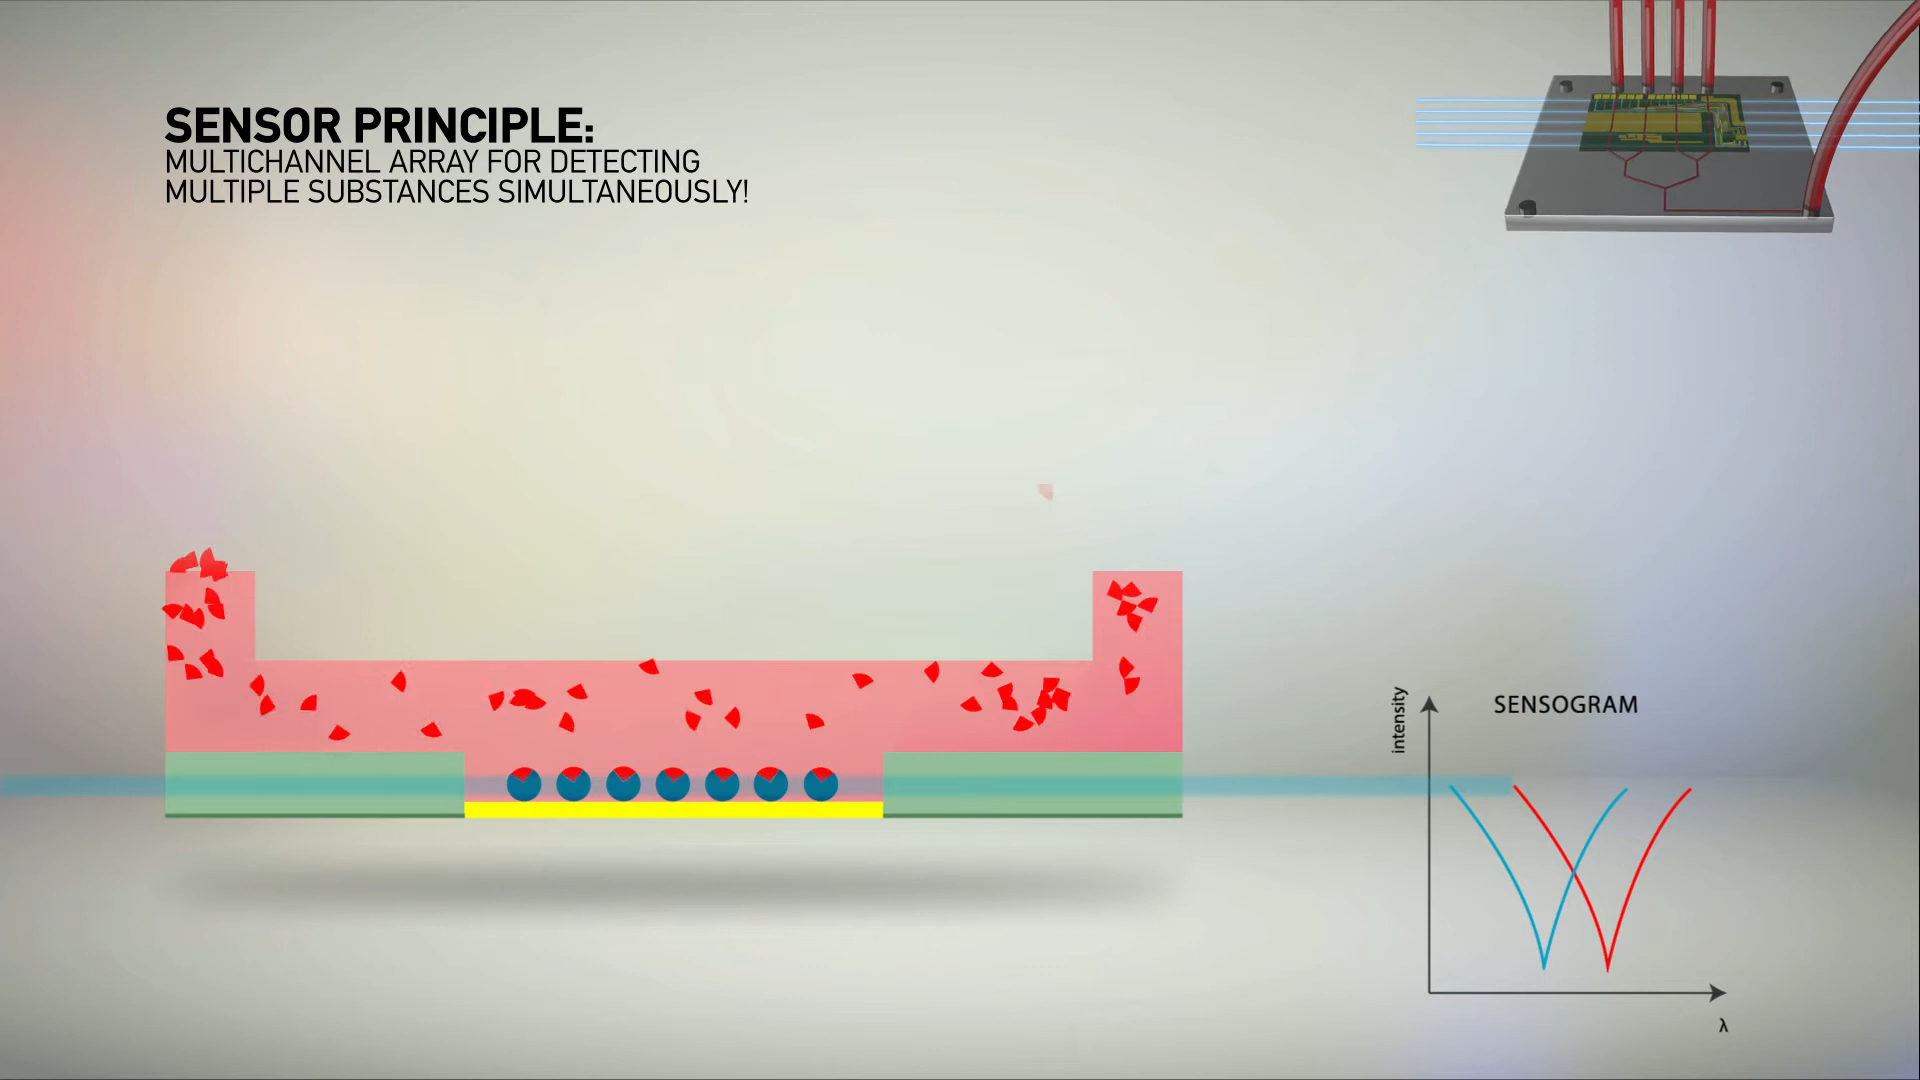 SENSOR PRINCIPLE:
MULTICHANNEL ARRAY FOR DETECTING
MULTIPLE SUBSTANCES SIMULTANEOUSLY!
SENSOGRAM
intensity
λ